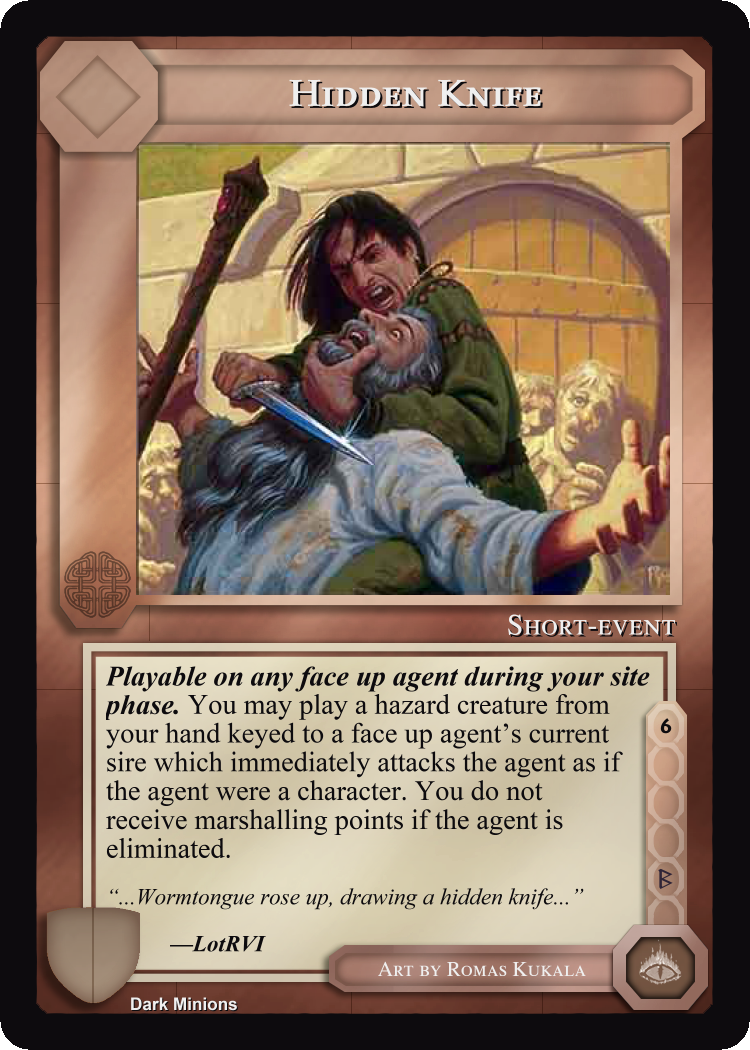 Hidden Knife
Short-event
Playable on any face up agent during your site
phase. You may play a hazard creature from
your hand keyed to a face up agent's current
sire which immediately attacks the agent as if
the agent were a character. You do not
receive marshalling points if the agent is
eliminated.
6
B
"...Wormtongue rose up, drawing a hidden knife..."
—LotRVI
Art by Romas Kukala
Dark Minions